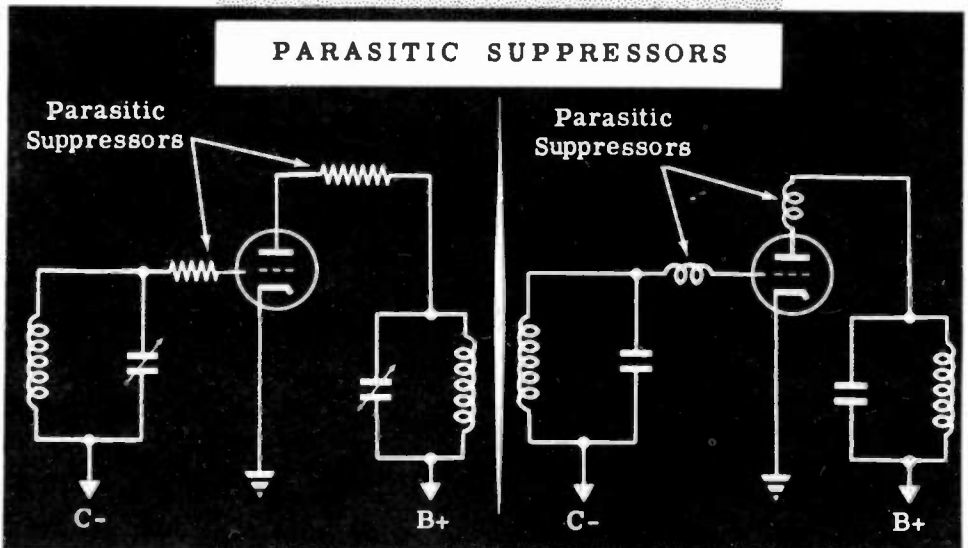 PARASITIC SUPPRESSORS
Parasitic
Suppressors
C-
B+
Parasitic
Suppressors
C-
B+